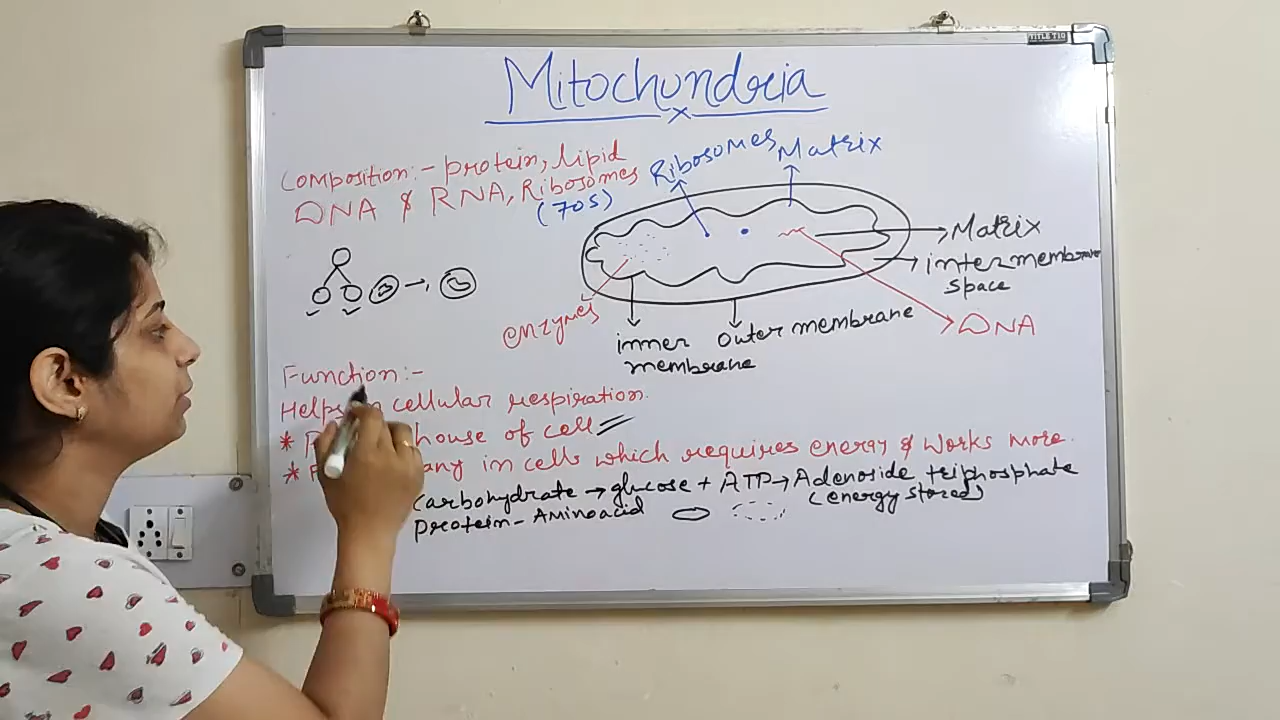 Mitochondria
Composition:- protein, lipid
DNA & RNA, Ribosomes
(70S)
Ribosomes
Matrix
Matrix
intermembrane
space
DNA
enzymes
inner
membrane
outer membrane
Function:-
Helps cellular respiration.
* house of cell
* any in cells which requires energy & works more.
carbohydrate → glucose + ATP → Adenoside triphosphate
(energy stored)
protein - Aminoacid